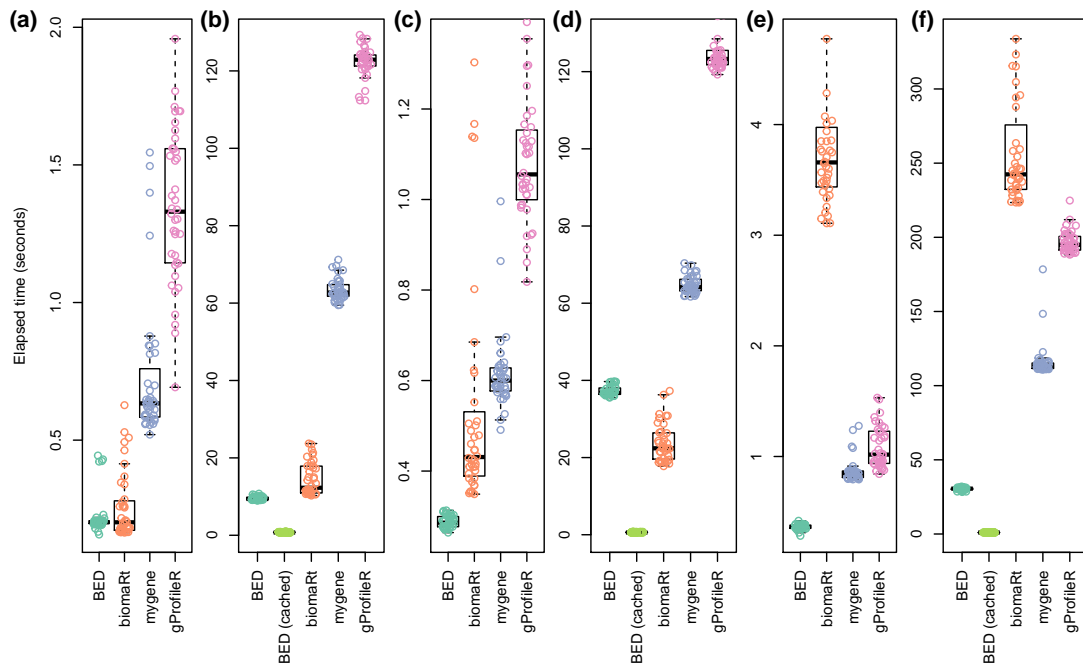 (a) (b) (c) (d) (e) (f)
Elapsed time (seconds)
2.0
1.5
1.0
0.5
BED
biomaRt
mygene
gProfileR
120
100
80
60
40
20
0
BED
BED (cached)
biomaRt
mygene
gProfileR
1.2
1.0
0.8
0.6
0.4
BED
biomaRt
mygene
gProfileR
120
100
80
60
40
20
0
BED
BED (cached)
biomaRt
mygene
gProfileR
4
3
2
1
BED
biomaRt
mygene
gProfileR
300
250
200
150
100
50
0
BED
BED (cached)
biomaRt
mygene
gProfileR